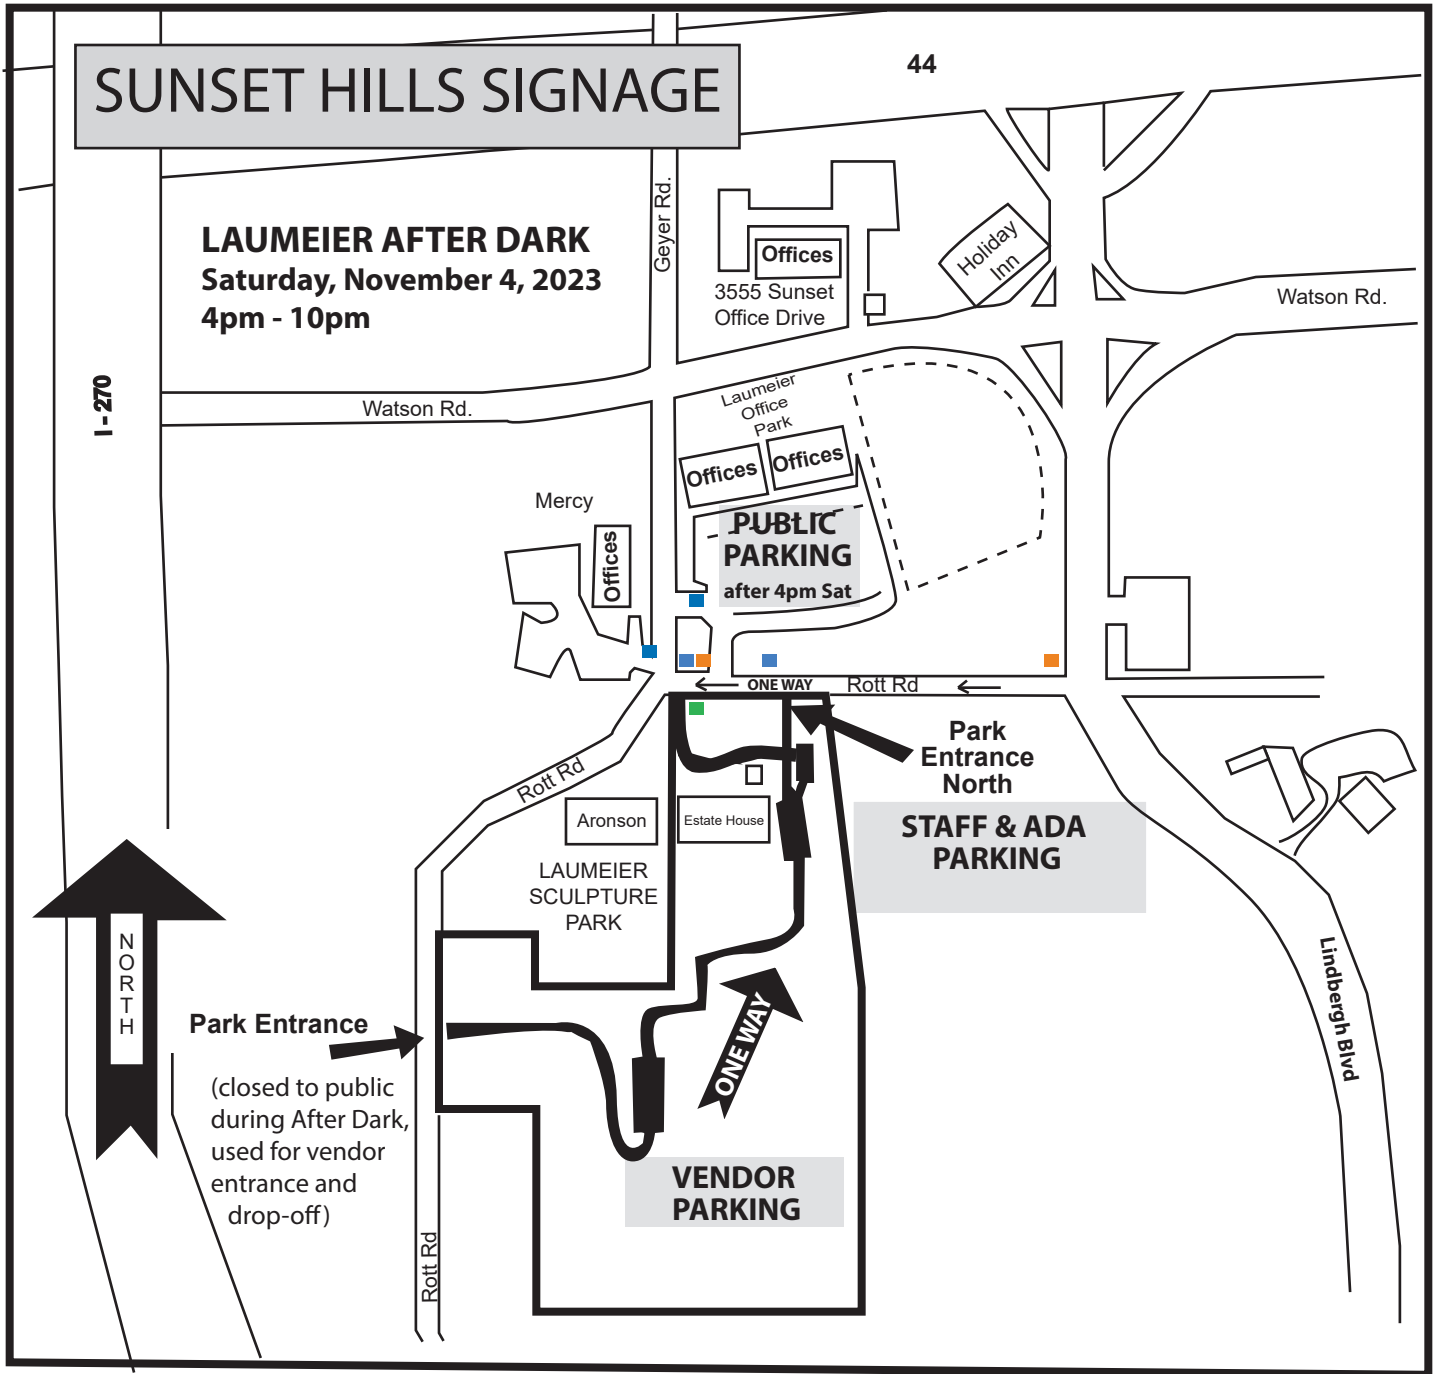 SUNSET HILLS SIGNAGE
44
LAUMEIER AFTER DARK
Saturday, November 4, 2023
4pm - 10pm
Geyer Rd.
Offices
3555 Sunset
Office Drive
Holiday
Inn
Watson Rd.
I - 270
Watson Rd.
Laumeier
Office
Park
Offices
Offices
Mercy
Offices
PUBLIC
PARKING
after 4pm Sat
ONE WAY
Rott Rd
Park
Entrance
North
Rott Rd
Aronson
Estate House
STAFF & ADA
PARKING
LAUMEIER
SCULPTURE
PARK
NORTH
Park Entrance
(closed to public
during After Dark,
used for vendor
entrance and
drop-off)
ONE WAY
Lindbergh Blvd
VENDOR
PARKING
Rott Rd